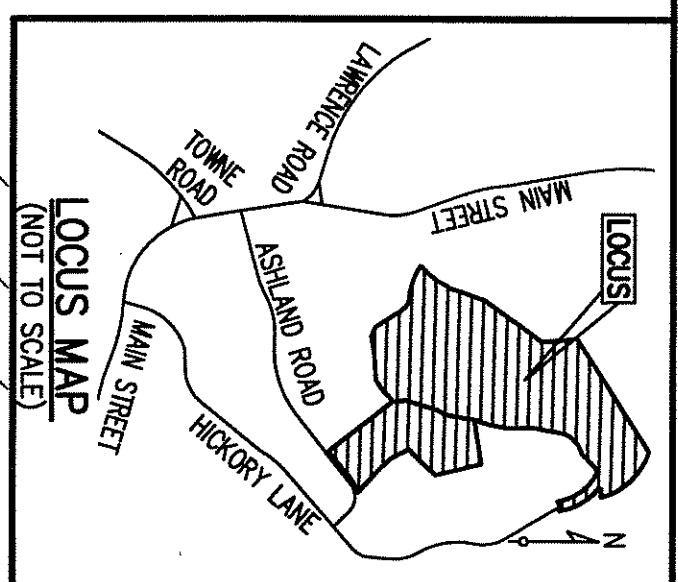 LAWRENCE ROAD
TOWNE
ROAD
MAIN STREET
LOCUS
ASHLAND ROAD
HICKORY LANE
MAIN STREET
N
LOCUS MAP
(NOT TO SCALE)